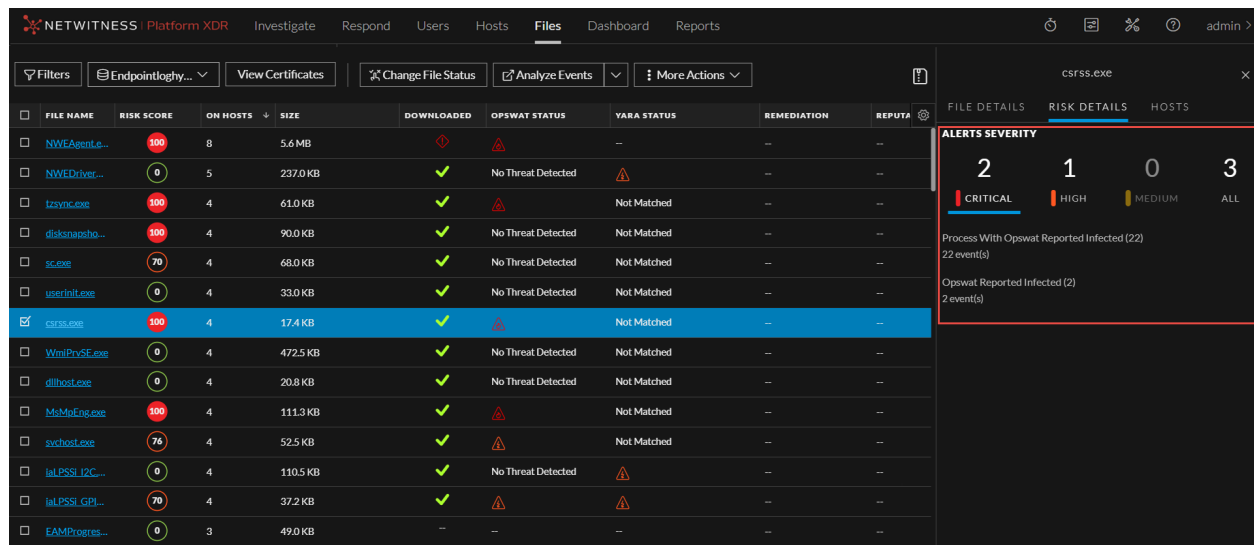 NETWITNESS | Platform XDR Investigate Respond Users Hosts Files Dashboard Reports admin >
Filters Endpointloghy... View Certificates Change File Status Analyze Events More Actions
csrss.exe ×
FILE DETAILS RISK DETAILS HOSTS
FILE NAME RISK SCORE ON HOSTS ↓ SIZE DOWNLOADED OPSWAT STATUS YARA STATUS REMEDIATION REPUTA
NWEAgent.e... 100 8 5.6 MB -- -- --
NWEDriver... 0 5 237.0 KB No Threat Detected -- --
tzsync.exe 100 4 61.0 KB Not Matched -- --
disksnapsho... 100 4 90.0 KB No Threat Detected Not Matched -- --
sc.exe 70 4 68.0 KB No Threat Detected Not Matched -- --
userinit.exe 0 4 33.0 KB No Threat Detected Not Matched -- --
csrss.exe 100 4 17.4 KB Not Matched -- --
WmiPrvSE.exe 0 4 472.5 KB No Threat Detected Not Matched -- --
dllhost.exe 0 4 20.8 KB No Threat Detected Not Matched -- --
MsMpEng.exe 100 4 111.3 KB Not Matched -- --
svchost.exe 76 4 52.5 KB Not Matched -- --
iaLPSSi_I2C.... 0 4 110.5 KB No Threat Detected -- --
iaLPSSi_GPI... 70 4 37.2 KB -- --
EAMProgres... 0 3 49.0 KB -- -- -- -- --
ALERTS SEVERITY
2 1 0 3
CRITICAL HIGH MEDIUM ALL
Process With Opswat Reported Infected (22)
22 event(s)
Opswat Reported Infected (2)
2 event(s)